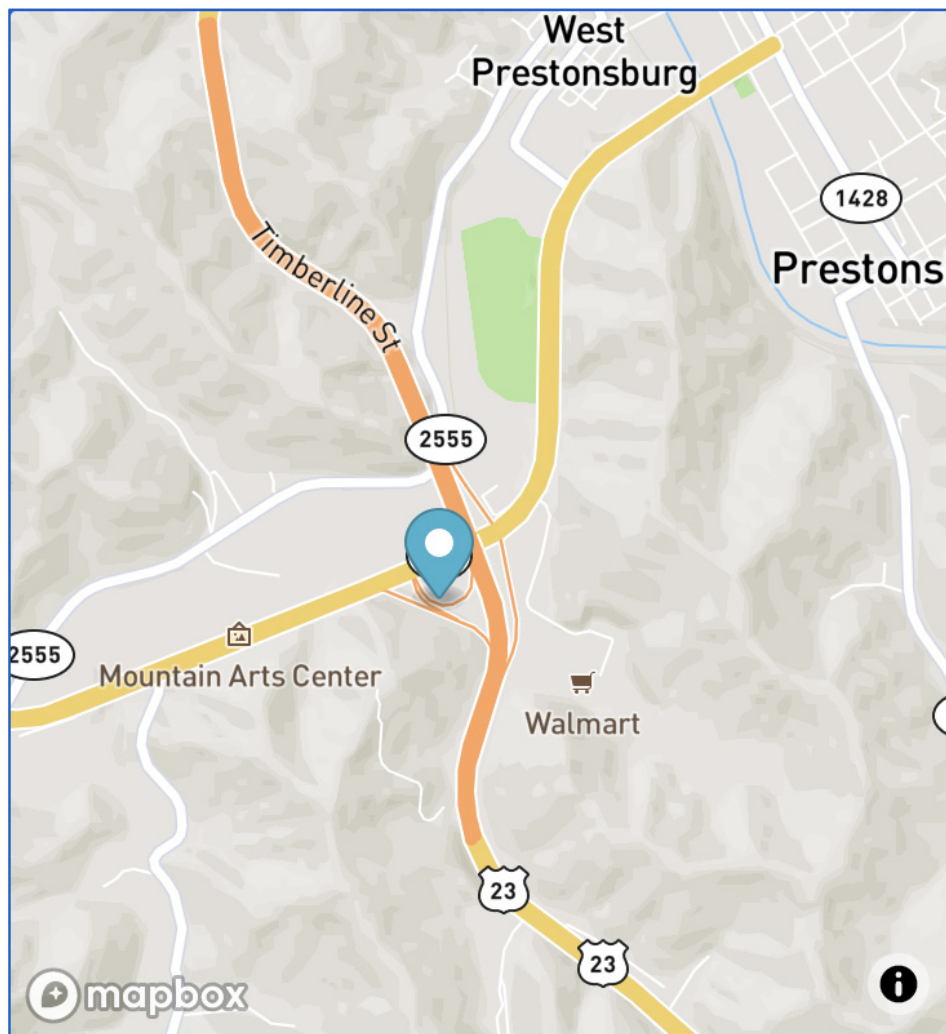 West
Prestonsburg
1428
Prestons
Timberline St
2555
2555
Mountain Arts Center
Walmart
23
23
mapbox
i